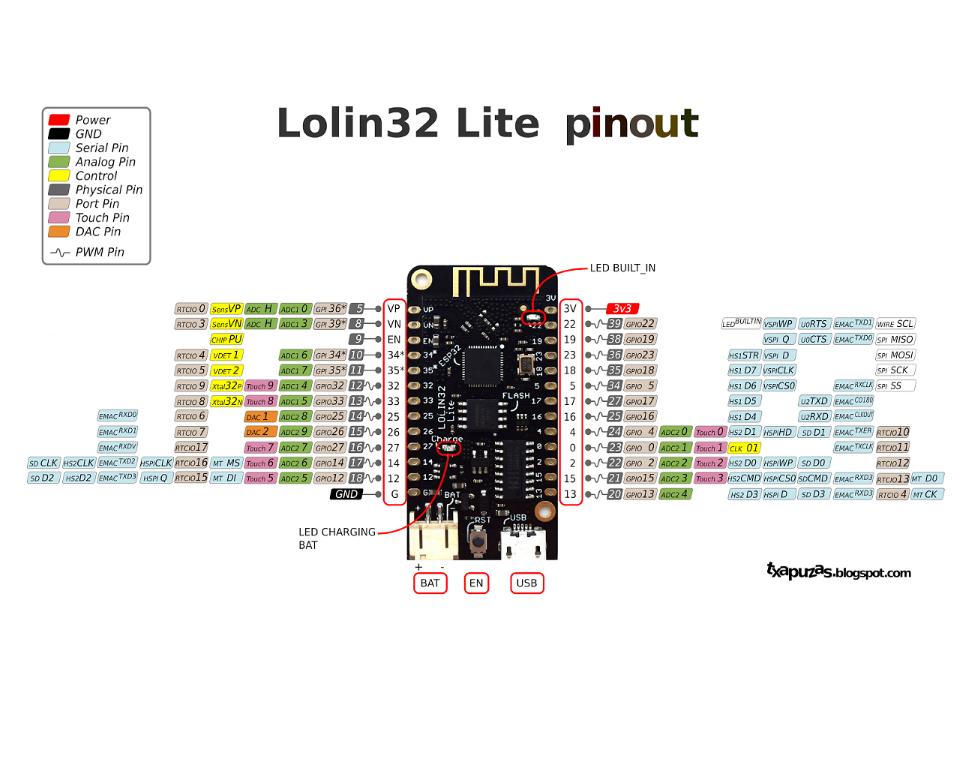 Lolin32 Lite pinout
Power
GND
Serial Pin
Analog Pin
Control
Physical Pin
Port Pin
Touch Pin
DAC Pin
PWM Pin
LED BUILT_IN
RTCIO 0 SensVP ADC H ADC1 0 GPI 36* 5 VP
RTCIO 3 SensVN ADC H ADC1 3 GPI 39* 8 VN
CHIP PU 9 EN
RTCIO 4 VDET 1 ADC1 6 GPI 34* 10 34*
RTCIO 5 VDET 2 ADC1 7 GPI 35* 11 35*
RTCIO 9 Xtal32P Touch 9 ADC1 4 GPIO32 12 32
RTCIO 8 Xtal32N Touch 8 ADC1 5 GPIO33 13 33
EMAC RXD0 RTCIO 6 DAC 1 ADC2 8 GPIO25 14 25
EMAC RXD1 RTCIO 7 DAC 2 ADC2 9 GPIO26 15 26
EMAC RXDV RTCIO17 Touch 7 ADC2 7 GPIO27 16 27
SD CLK HS2CLK EMAC TXD2 HSPICLK RTCIO16 MT MS Touch 6 ADC2 6 GPIO14 17 14
SD D2 HS2D2 EMAC TXD3 HSPI Q RTCIO15 MT DI Touch 5 ADC2 5 GPIO12 18 12
GND G
3V 3v3
22 39 GPIO22 LED BUILTIN VSPIWP U0RTS EMAC TXD1 WIRE SCL
19 38 GPIO19 VSPI Q U0CTS EMAC TXD0 SPI MISO
23 36 GPIO23 HS1STR VSPI D SPI MOSI
18 35 GPIO18 HS1 D7 VSPICLK SPI SCK
5 34 GPIO 5 HS1 D6 VSPICS0 EMAC RXCLK SPI SS
17 27 GPIO17 HS1 D5 U2TXD EMAC CO180
16 25 GPIO16 HS1 D4 U2RXD
4 24 GPIO 4 ADC2 0 Touch 0 HS2 D1 HSPIHD SD D1 EMAC TXER RTCIO10
0 23 GPIO 0 ADC2 1 Touch 1 CLK 01 EMAC TXCLK RTCIO11
2 22 GPIO 2 ADC2 2 Touch 2 HS2 D0 HSPIWP SD D0 RTCIO12
15 21 GPIO15 ADC2 3 Touch 3 HS2CMD HSPICS0 SDCMD EMAC RXD3 RTCIO13 MT D0
13 20 GPIO13 ADC2 4 HS2 D3 HSPI D SD D3 EMAC RXD2 RTCIO 4 MT CK
VP
VN
EN
34
35
32
33
25
26
27
14
12
GND
3V
22
19
23
18
5
17
16
4
0
2
15
13
ESP32
LOLIN32
Lite
FLASH
Charge
BAT
RST
USB
LED CHARGING
BAT
+ -
BAT EN USB
txapuzas.blogspot.com